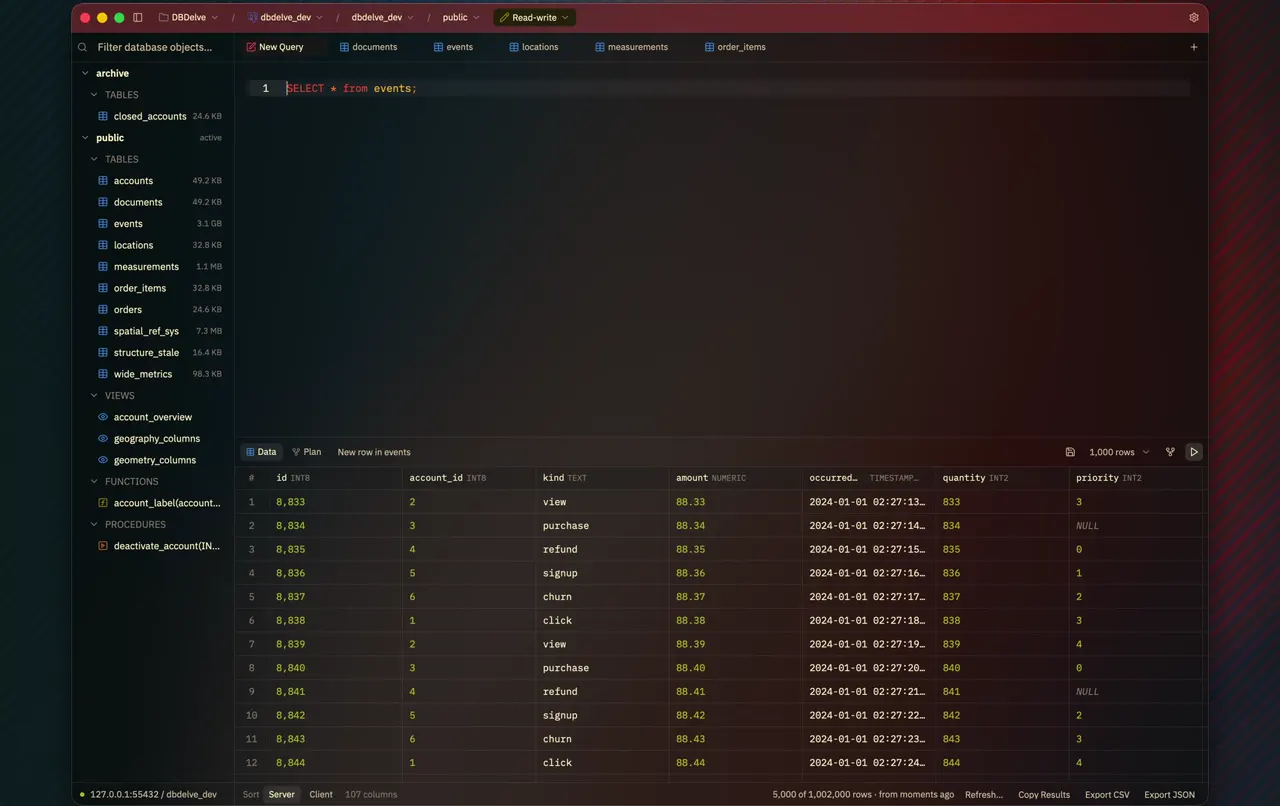 DBDelve / dbdelve_dev / dbdelve_dev / public Read-write
Filter database objects... New Query documents events locations measurements order_items +
archive
TABLES
closed_accounts 24.6 KB
public active
TABLES
accounts 49.2 KB
documents 49.2 KB
events 3.1 GB
locations 32.8 KB
measurements 1.1 MB
order_items 32.8 KB
orders 24.6 KB
spatial_ref_sys 7.3 MB
structure_stale 16.4 KB
wide_metrics 98.3 KB
VIEWS
account_overview
geography_columns
geometry_columns
FUNCTIONS
account_label(account...
PROCEDURES
deactivate_account(IN...
1 SELECT * from events;
Data Plan New row in events 1,000 rows
# id INT8 account_id INT8 kind TEXT amount NUMERIC occurred… TIMESTAMP… quantity INT2 priority INT2
1 8,833 2 view 88.33 2024-01-01 02:27:13… 833 3
2 8,834 3 purchase 88.34 2024-01-01 02:27:14… 834 NULL
3 8,835 4 refund 88.35 2024-01-01 02:27:15… 835 0
4 8,836 5 signup 88.36 2024-01-01 02:27:16… 836 1
5 8,837 6 churn 88.37 2024-01-01 02:27:17… 837 2
6 8,838 1 click 88.38 2024-01-01 02:27:18… 838 3
7 8,839 2 view 88.39 2024-01-01 02:27:19… 839 4
8 8,840 3 purchase 88.40 2024-01-01 02:27:20… 840 0
9 8,841 4 refund 88.41 2024-01-01 02:27:21… 841 NULL
10 8,842 5 signup 88.42 2024-01-01 02:27:22… 842 2
11 8,843 6 churn 88.43 2024-01-01 02:27:23… 843 3
12 8,844 1 click 88.44 2024-01-01 02:27:24… 844 4
127.0.0.1:55432 / dbdelve_dev Sort Server Client 107 columns 5,000 of 1,002,000 rows · from moments ago Refresh... Copy Results Export CSV Export JSON